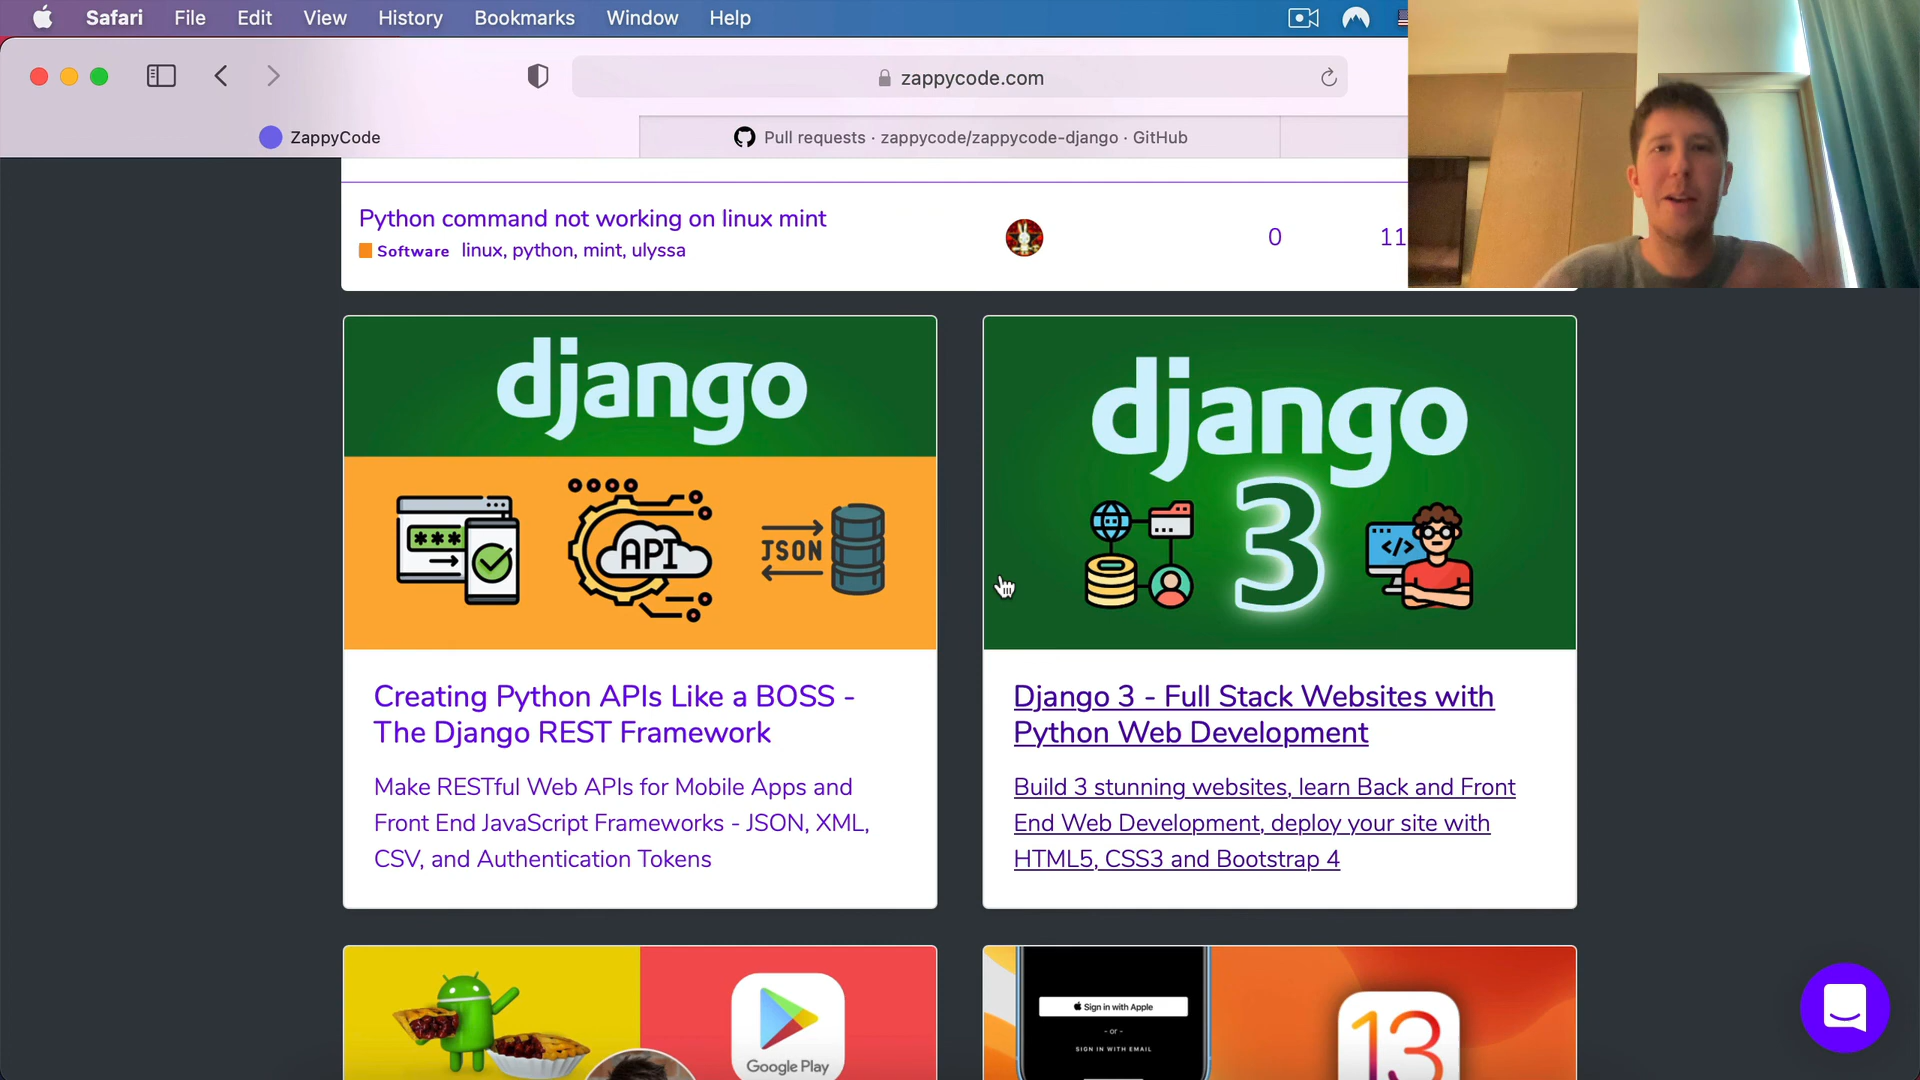 Safari File Edit View History Bookmarks Window Help
zappycode.com
ZappyCode
Pull requests · zappycode/zappycode-django · GitHub
Python command not working on linux mint
Software linux, python, mint, ulyssa
0
11
django
***
API
JSON
django
3
</>
Creating Python APIs Like a BOSS -
The Django REST Framework
Make RESTful Web APIs for Mobile Apps and
Front End JavaScript Frameworks - JSON, XML,
CSV, and Authentication Tokens
Django 3 - Full Stack Websites with
Python Web Development
Build 3 stunning websites, learn Back and Front
End Web Development, deploy your site with
HTML5, CSS3 and Bootstrap 4
Google Play
Sign in with Apple
- or -
SIGN IN WITH EMAIL
13